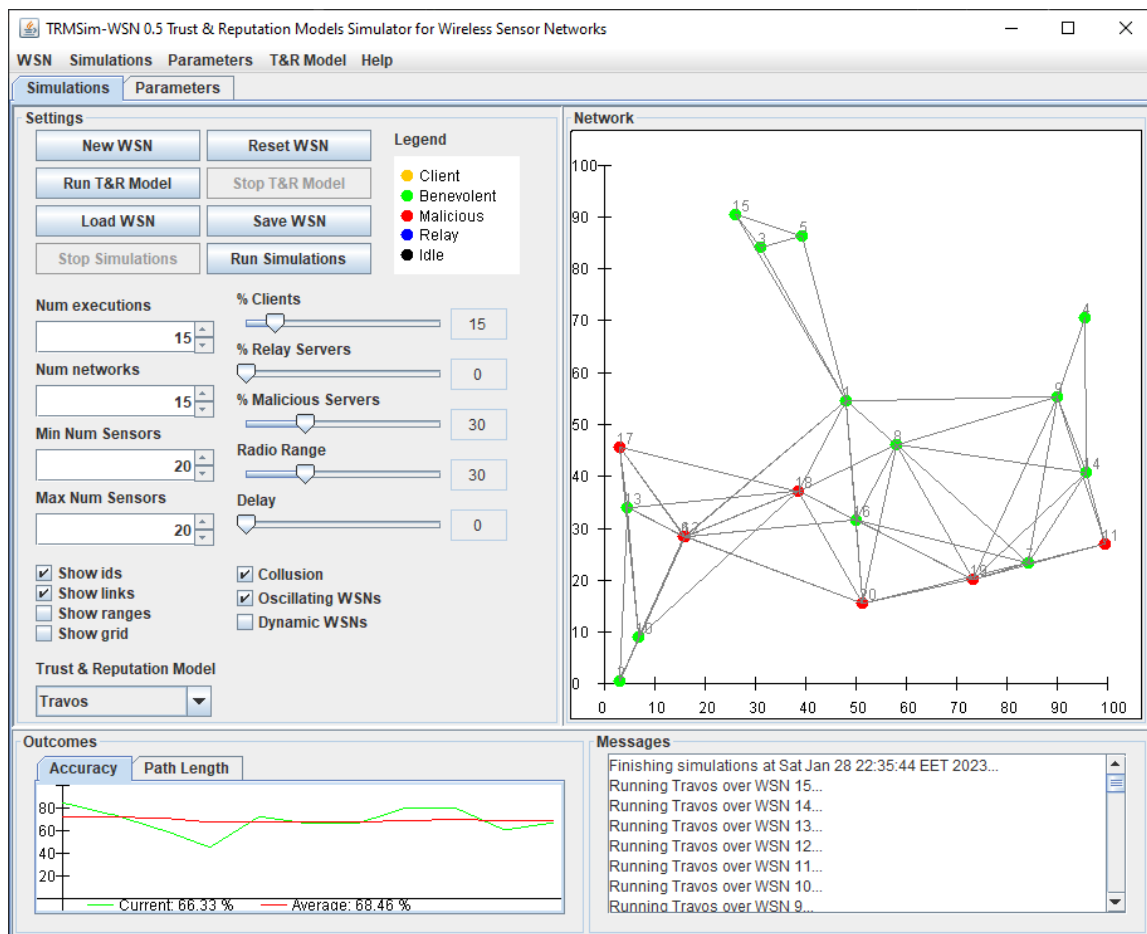 TRMSim-WSN 0.5 Trust & Reputation Models Simulator for Wireless Sensor Networks
WSN Simulations Parameters T&R Model Help
Simulations Parameters
Settings
New WSN Reset WSN
Run T&R Model Stop T&R Model
Load WSN Save WSN
Stop Simulations Run Simulations
Legend
Client
Benevolent
Malicious
Relay
Idle
Num executions
15
Num networks
15
Min Num Sensors
20
Max Num Sensors
20
% Clients
15
% Relay Servers
0
% Malicious Servers
30
Radio Range
30
Delay
0
Show ids
Show links
Show ranges
Show grid
Collusion
Oscillating WSNs
Dynamic WSNs
Trust & Reputation Model
Travos
Network
100
90
80
70
60
50
40
30
20
10
0
0 10 20 30 40 50 60 70 80 90 100
15
5
3
4
1
9
8
17
14
18
13
16
12
11
7
19
20
10
2
Outcomes
Accuracy Path Length
80
60
40
20
Current: 66.33 % Average: 68.46 %
Messages
Finishing simulations at Sat Jan 28 22:35:44 EET 2023...
Running Travos over WSN 15...
Running Travos over WSN 14...
Running Travos over WSN 13...
Running Travos over WSN 12...
Running Travos over WSN 11...
Running Travos over WSN 10...
Running Travos over WSN 9...